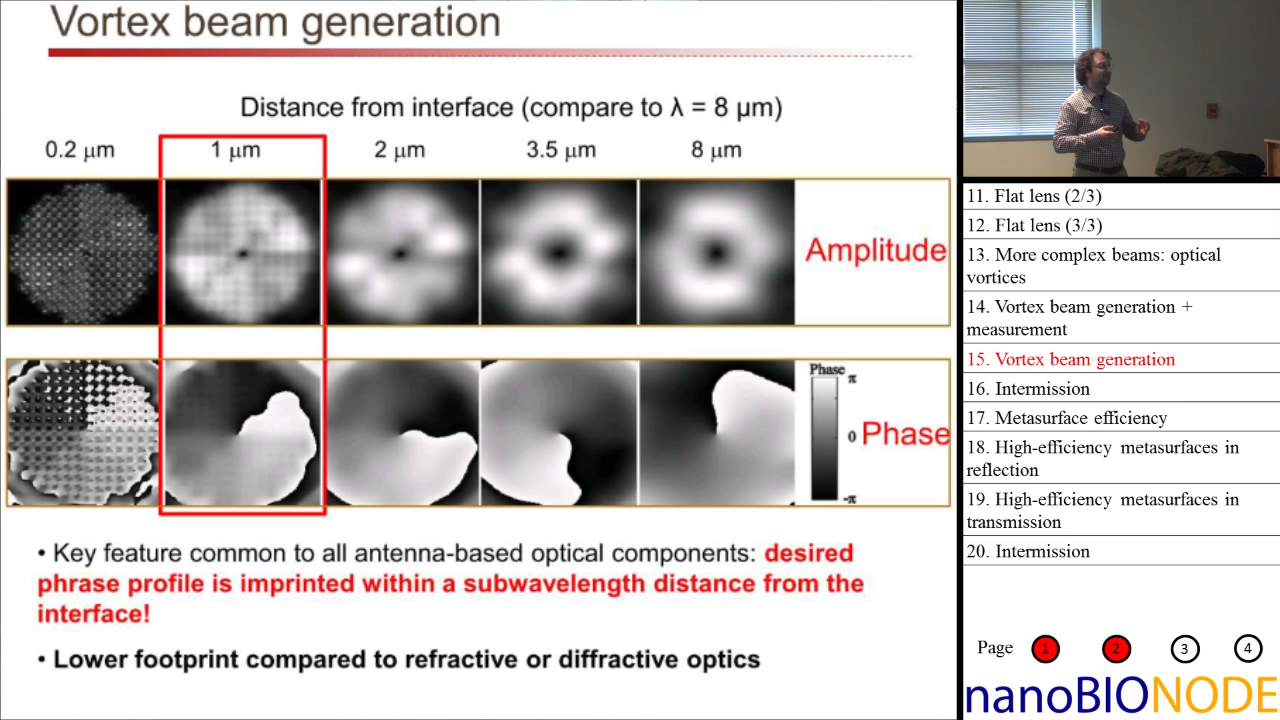 Vortex beam generation
Distance from interface (compare to λ = 8 μm)
0.2 μm
1 μm
2 μm
3.5 μm
8 μm
Amplitude
Phase
π
0
-π
Phase
• Key feature common to all antenna-based optical components: desired
phrase profile is imprinted within a subwavelength distance from the
interface!
• Lower footprint compared to refractive or diffractive optics
11. Flat lens (2/3)
12. Flat lens (3/3)
13. More complex beams: optical
vortices
14. Vortex beam generation +
measurement
15. Vortex beam generation
16. Intermission
17. Metasurface efficiency
18. High-efficiency metasurfaces in
reflection
19. High-efficiency metasurfaces in
transmission
20. Intermission
Page 1 2 3 4
nanoBIONODE